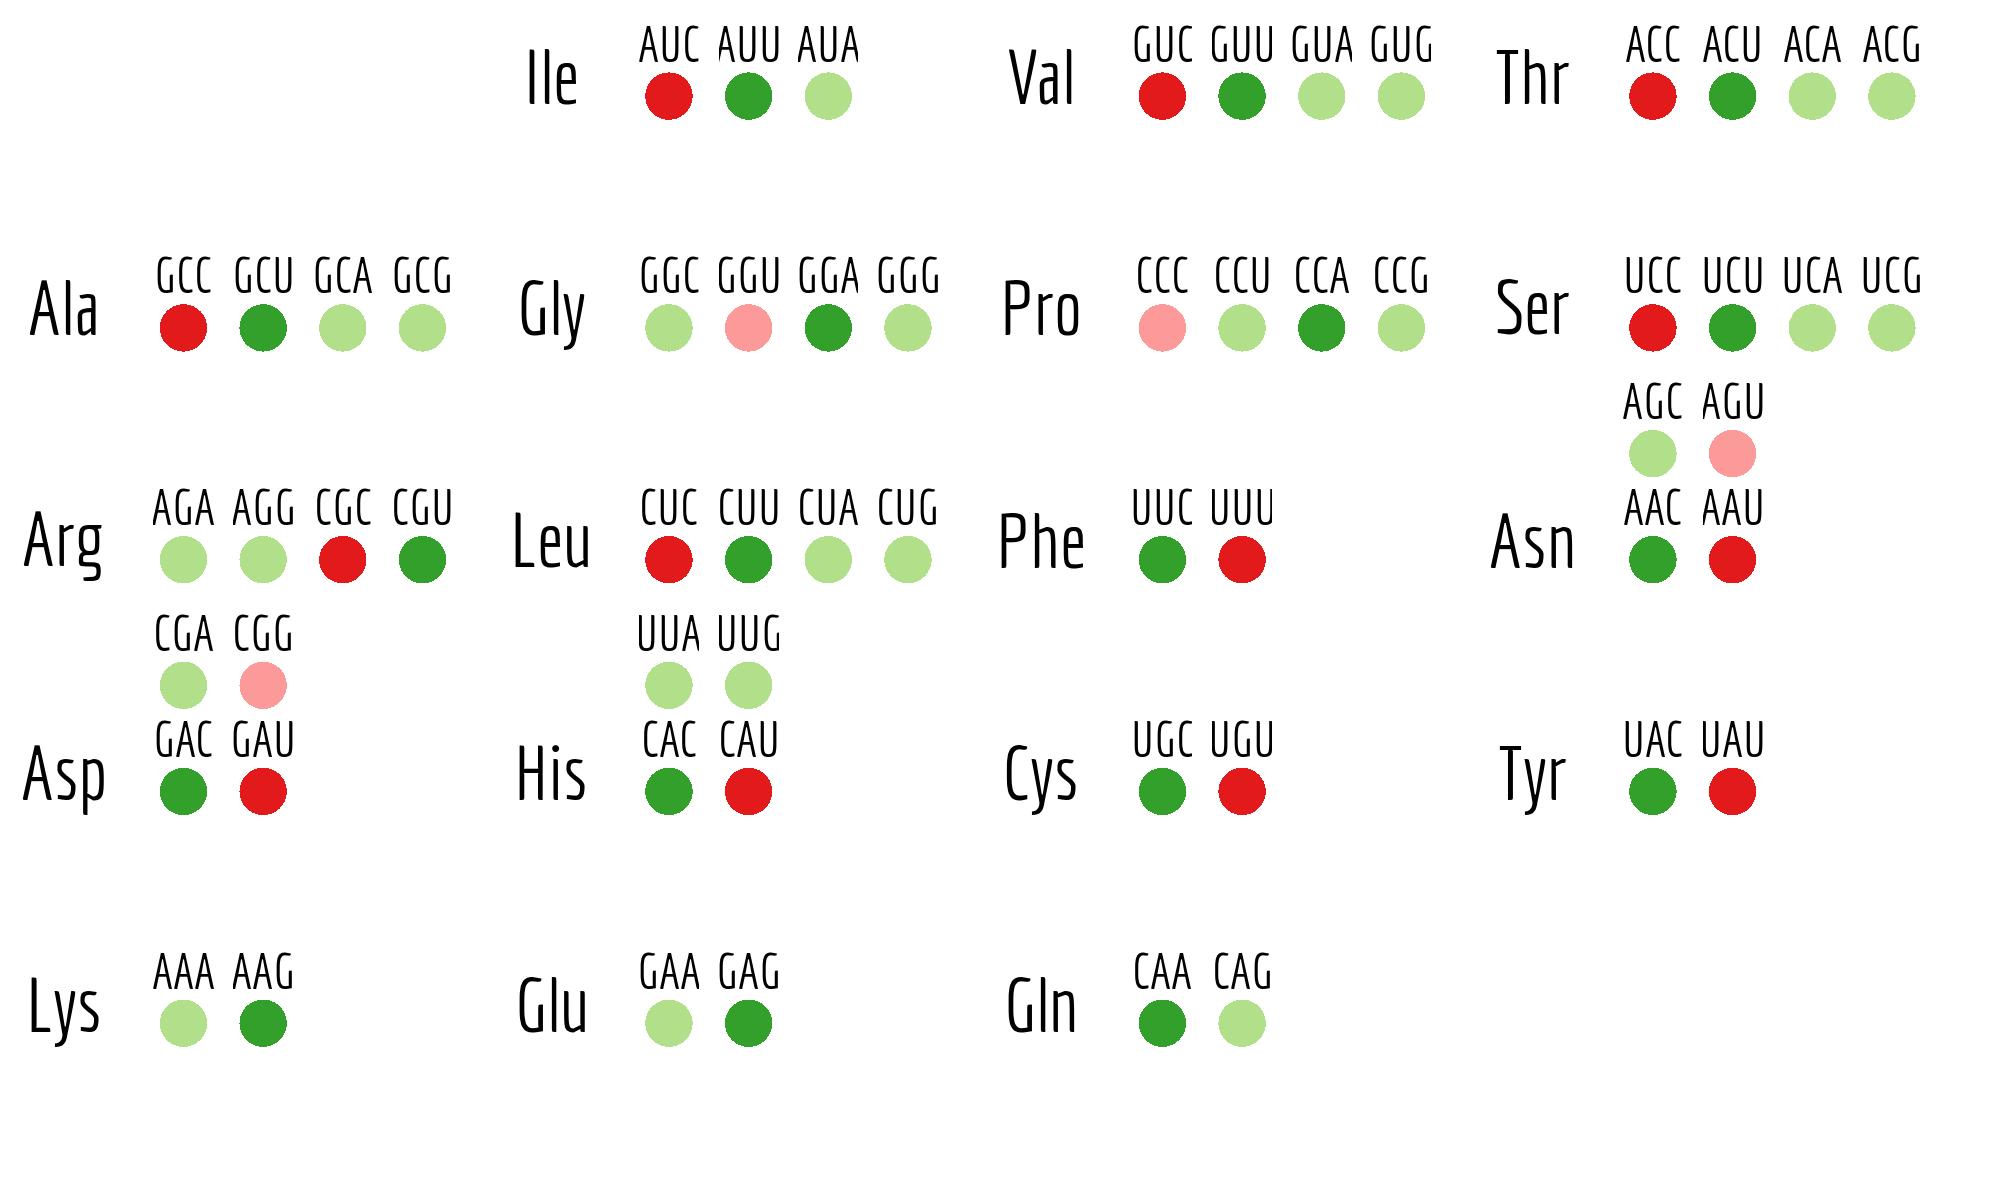 Ile AUC AUU AUA
Val GUC GUU GUA GUG
Thr ACC ACU ACA ACG
Ala GCC GCU GCA GCG
Gly GGC GGU GGA GGG
Pro CCC CCU CCA CCG
Ser UCC UCU UCA UCG
AGC AGU
Arg AGA AGG CGC CGU
CGA CGG
Leu CUC CUU CUA CUG
UUA UUG
Phe UUC UUU
Asn AAC AAU
Asp GAC GAU
His CAC CAU
Cys UGC UGU
Tyr UAC UAU
Lys AAA AAG
Glu GAA GAG
Gln CAA CAG